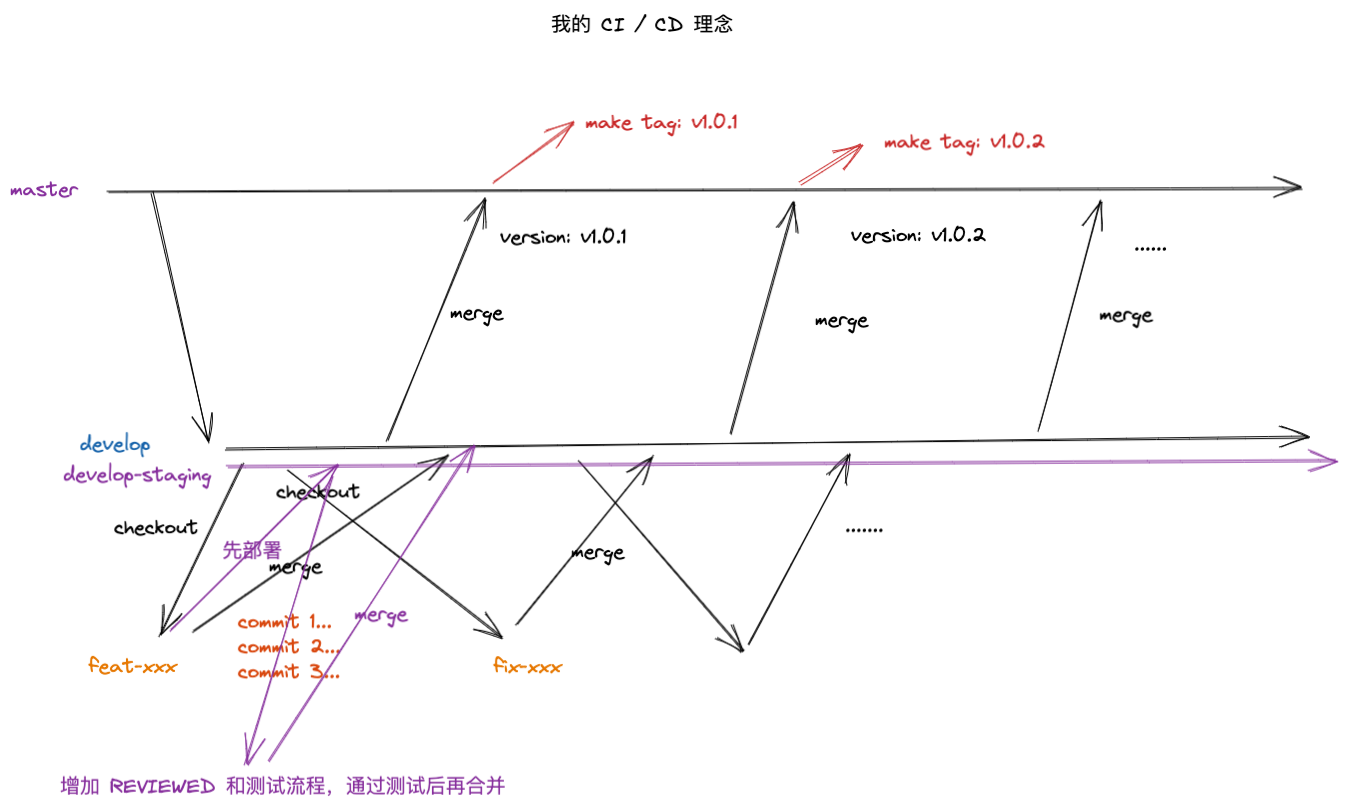 我的 CI / CD 理念
make tag: v1.0.1
make tag: v1.0.2
master
version: v1.0.1
version: v1.0.2
......
merge
merge
merge
develop
develop-staging
checkout
checkout
先部署
merge
merge
.......
commit 1...
merge
commit 2...
commit 3...
feat-xxx
fix-xxx
增加 REVIEWED 和测试流程，通过测试后再合并